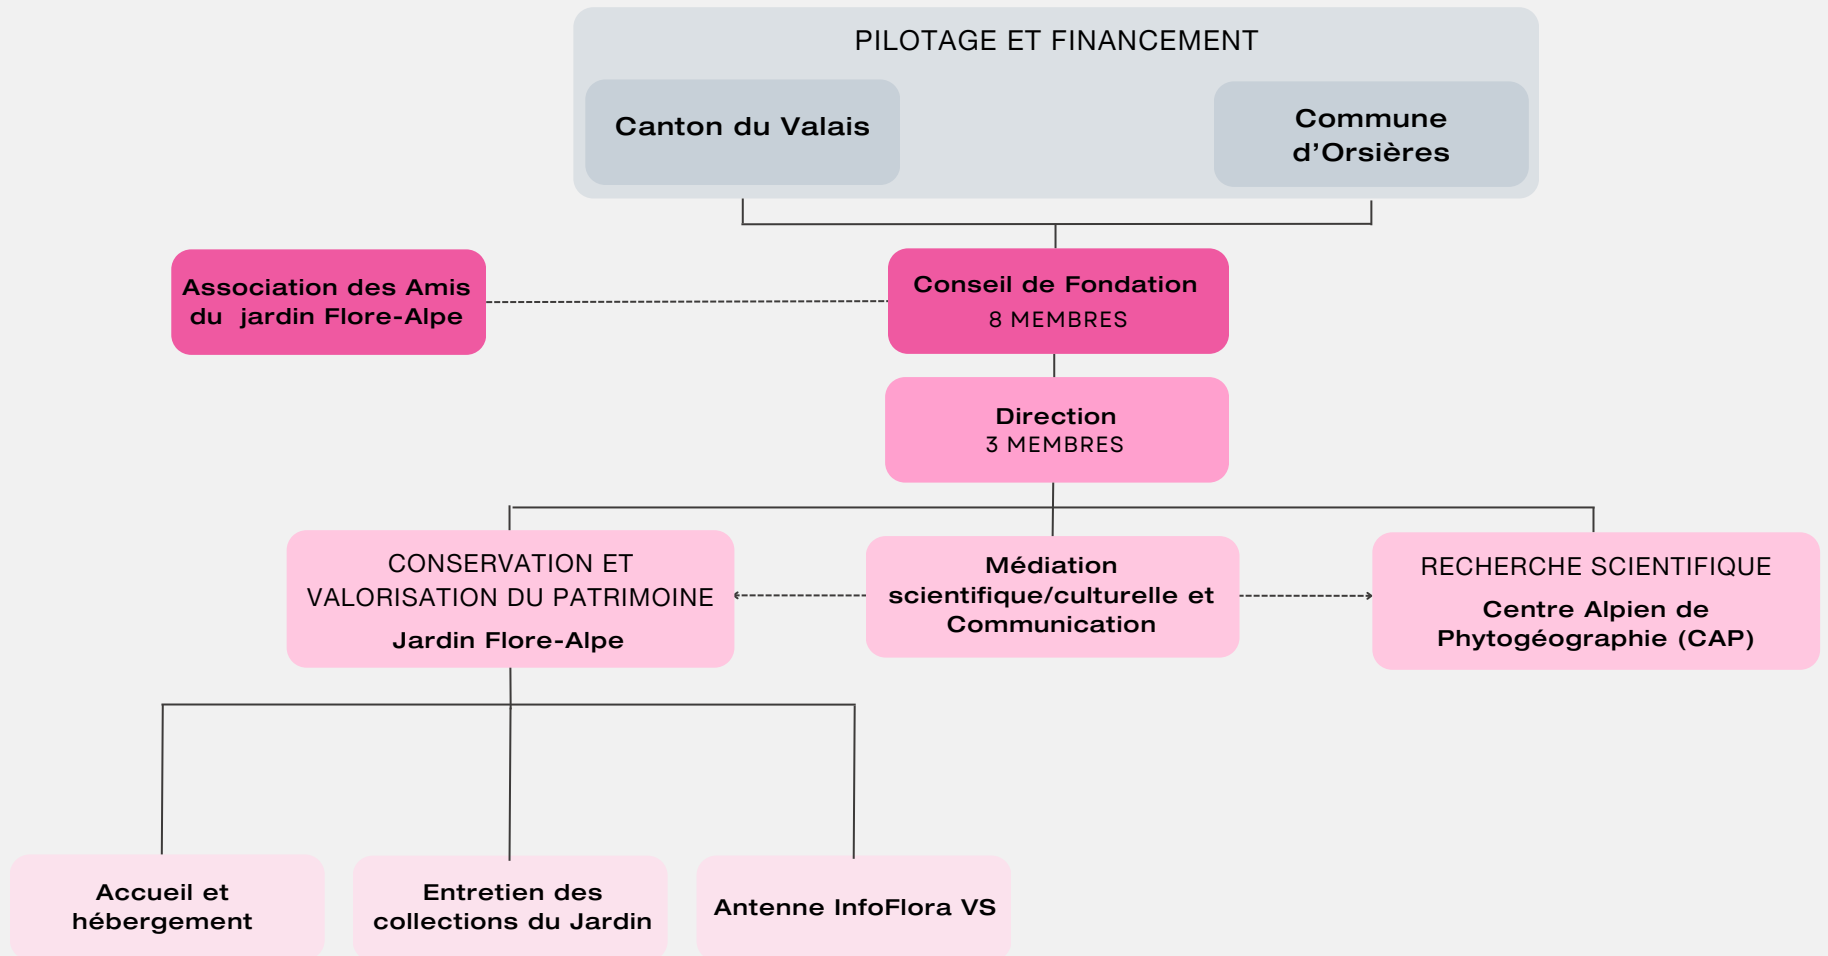 PILOTAGE ET FINANCEMENT
Canton du Valais
Commune
d’Orsières
Association des Amis
du jardin Flore-Alpe
Conseil de Fondation
8 MEMBRES
Direction
3 MEMBRES
CONSERVATION ET
VALORISATION DU PATRIMOINE
Jardin Flore-Alpe
Médiation
scientifique/culturelle et
Communication
RECHERCHE SCIENTIFIQUE
Centre Alpien de
Phytogéographie (CAP)
Accueil et
hébergement
Entretien des
collections du Jardin
Antenne InfoFlora VS